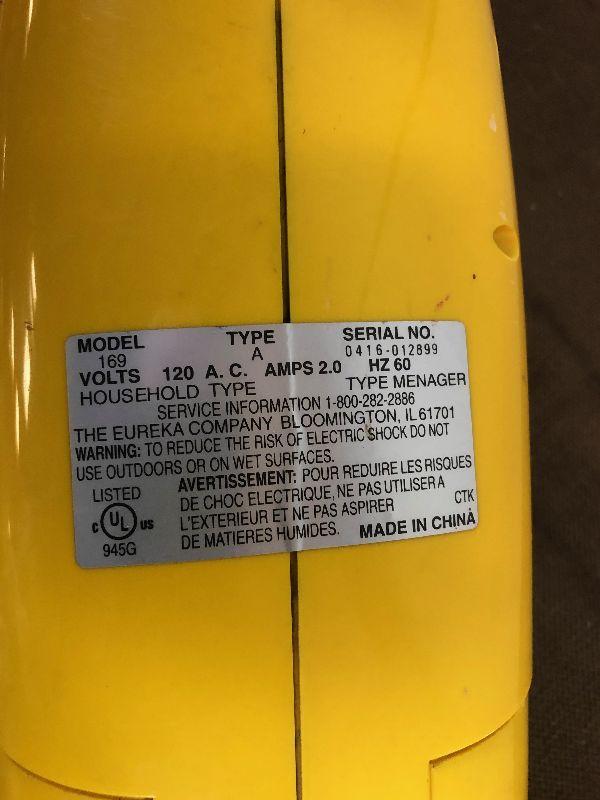 MODEL TYPE SERIAL NO.
169 A 0416-012899
VOLTS 120 A. C. AMPS 2.0 HZ 60
HOUSEHOLD TYPE TYPE MENAGER
SERVICE INFORMATION 1-800-282-2886
THE EUREKA COMPANY BLOOMINGTON, IL 61701
WARNING: TO REDUCE THE RISK OF ELECTRIC SHOCK DO NOT
USE OUTDOORS OR ON WET SURFACES.
AVERTISSEMENT: POUR REDUIRE LES RISQUES
DE CHOC ELECTRIQUE, NE PAS UTILISER A
L'EXTERIEUR ET NE PAS ASPIRER
DE MATIERES HUMIDES.
LISTED
C UL US
945G
CTK
MADE IN CHINA